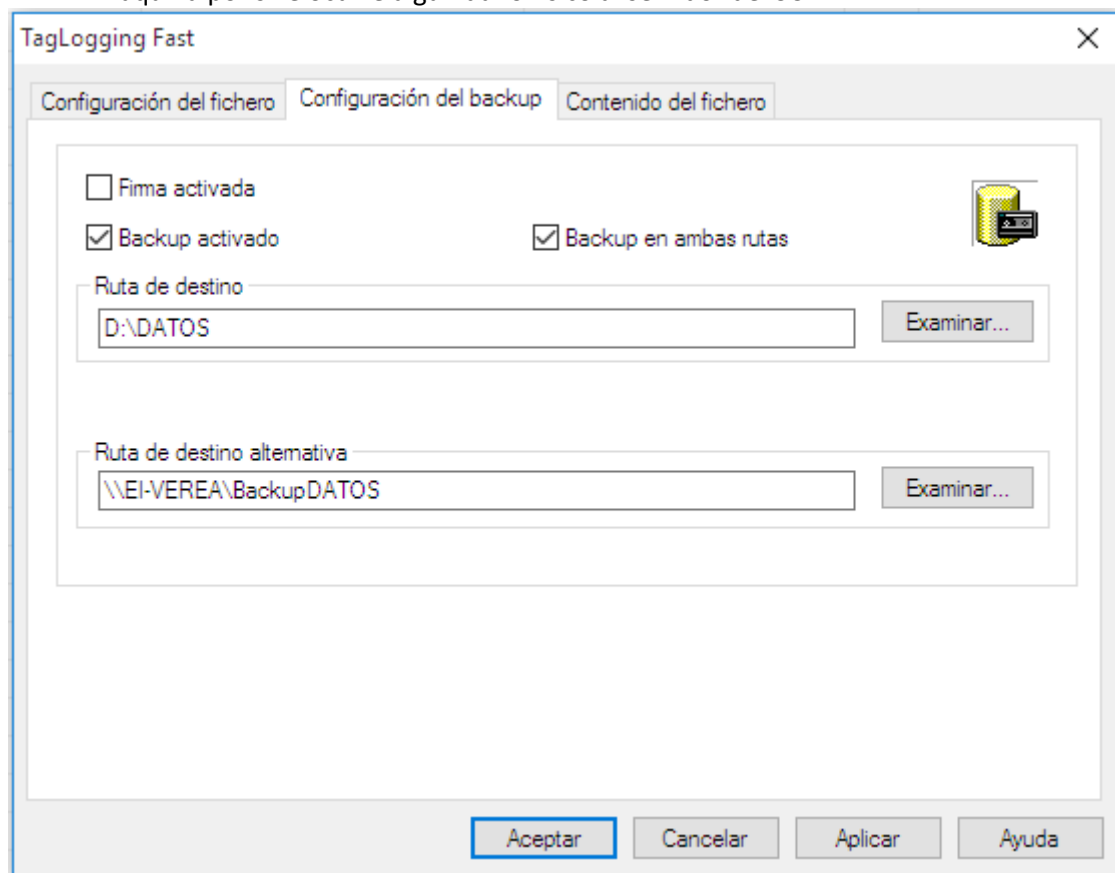 TagLogging Fast
Configuración del fichero Configuración del backup Contenido del fichero
Firma activada
Backup activado Backup en ambas rutas
Ruta de destino
D:\DATOS Examinar...
Ruta de destino alternativa
\\EI-VEREA\BackupDATOS Examinar...
Aceptar Cancelar Aplicar Ayuda